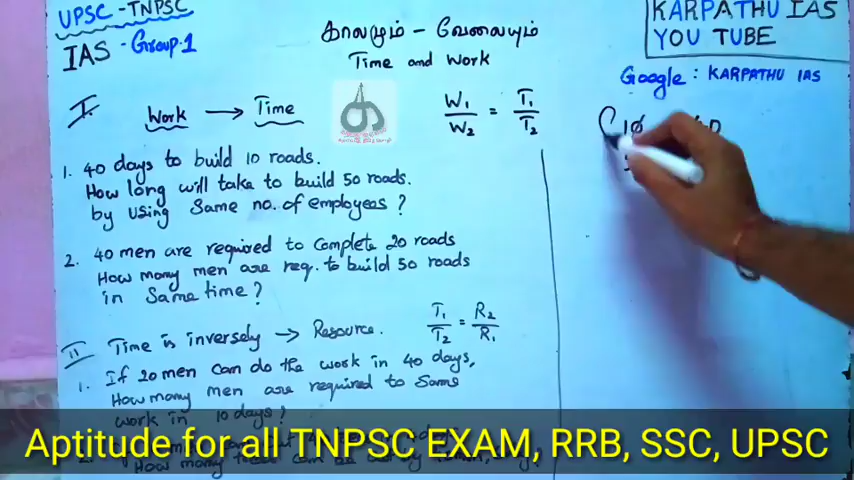 UPSC - TNPSC
IAS - Group-1
காலமும் - வேலையும்
Time and Work
KARPATHU IAS
YOU TUBE
Google : KARPATHU IAS
I. Work → Time
W1/W2 = T1/T2
10
1. 40 days to build 10 roads.
How long will take to build 50 roads.
by using Same no. of employees ?
2. 40 men are required to Complete 20 roads
How many men are req. to build 50 roads
in Same time ?
II Time is inversely → Resource.
T1/T2 = R2/R1
1. If 20 men can do the work in 40 days,
How many men are required to Same
work in 10 days?
Aptitude for all TNPSC EXAM, RRB, SSC, UPSC
2.
How many